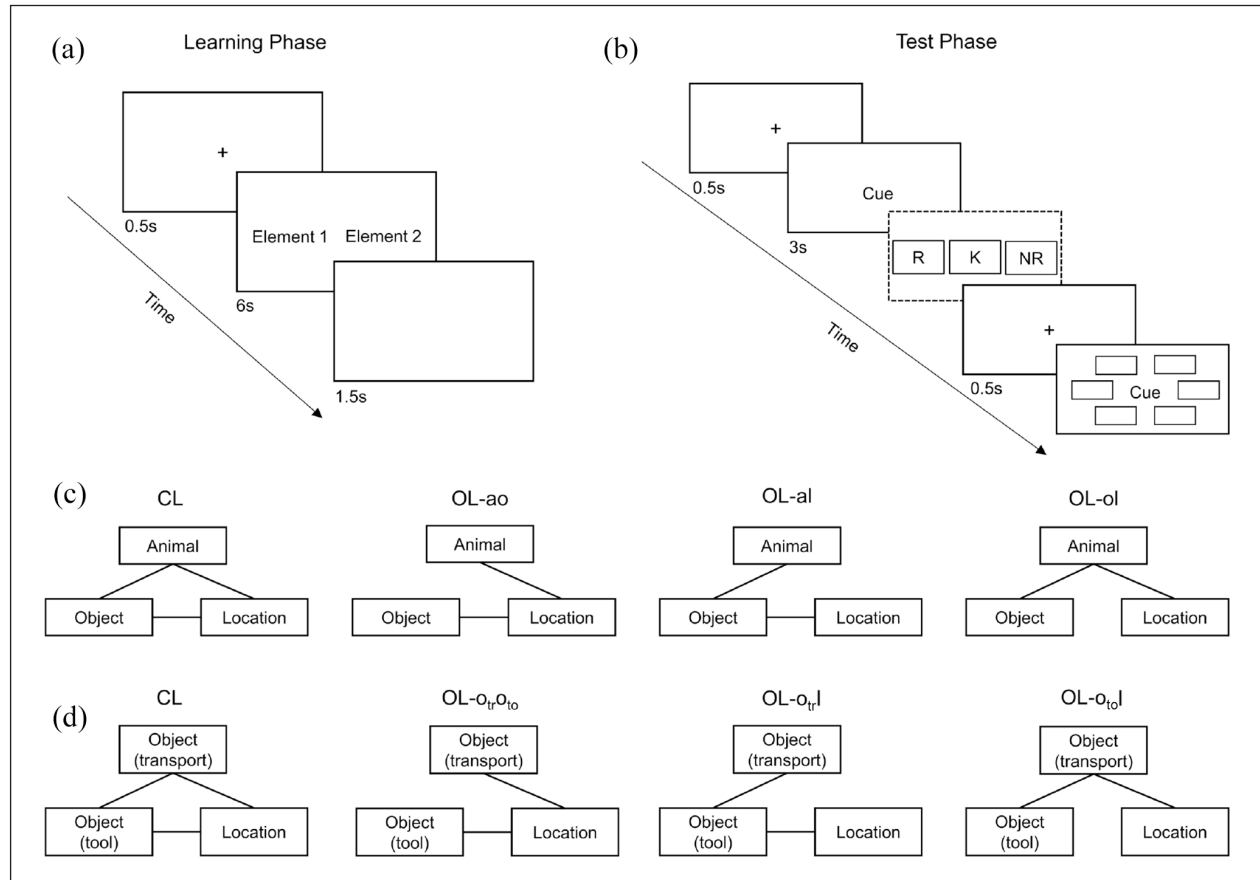 (a) Learning Phase
+
0.5s
Element 1 Element 2
6s
1.5s
Time
(b) Test Phase
+
0.5s
Cue
3s
R K NR
+
0.5s
Cue
Time
(c)
CL
Animal
Object Location
OL-ao
Animal
Object Location
OL-al
Animal
Object Location
OL-ol
Animal
Object Location
(d)
CL
Object
(transport)
Object
(tool)
Location
OL-otroto
Object
(transport)
Object
(tool)
Location
OL-otrl
Object
(transport)
Object
(tool)
Location
OL-otol
Object
(transport)
Object
(tool)
Location